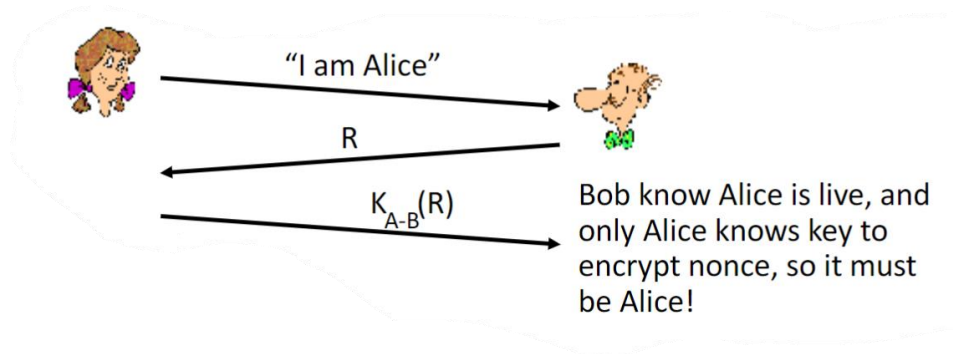 “I am Alice”
R
K A-B (R)
Bob know Alice is live, and
only Alice knows key to
encrypt nonce, so it must
be Alice!